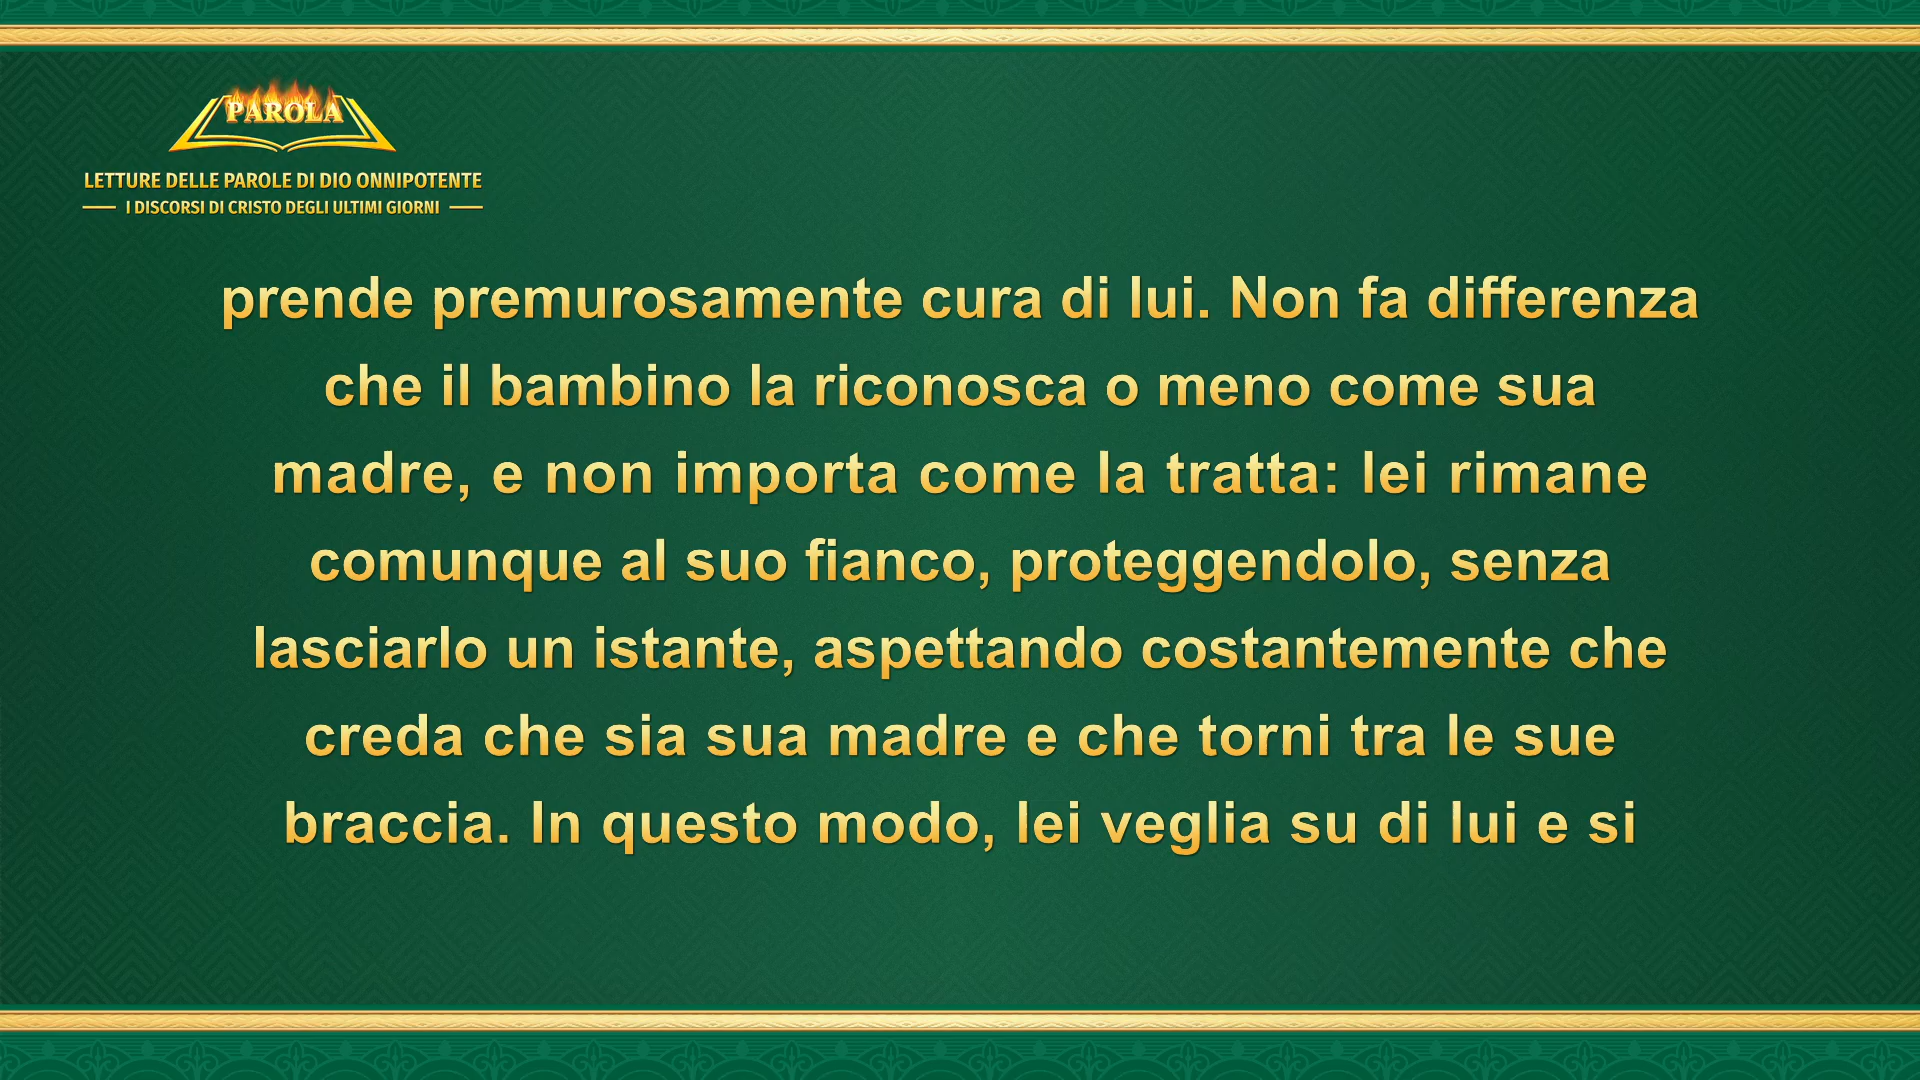 PAROLA
LETTURE DELLE PAROLE DI DIO ONNIPOTENTE
I DISCORSI DI CRISTO DEGLI ULTIMI GIORNI
prende premurosamente cura di lui. Non fa differenza
che il bambino la riconosca o meno come sua
madre, e non importa come la tratta: lei rimane
comunque al suo fianco, proteggendolo, senza
lasciarlo un istante, aspettando costantemente che
creda che sia sua madre e che torni tra le sue
braccia. In questo modo, lei veglia su di lui e si